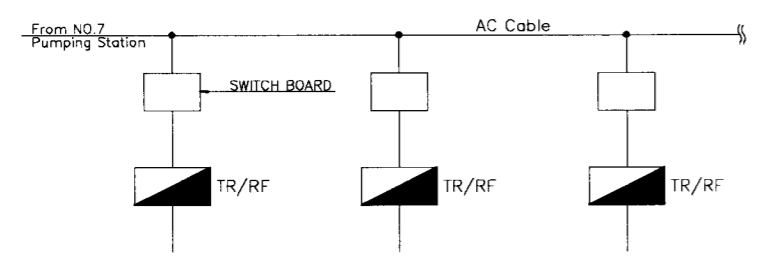 From NO.7
Pumping Station
AC Cable
SWITCH BOARD
TR/RF
TR/RF
TR/RF